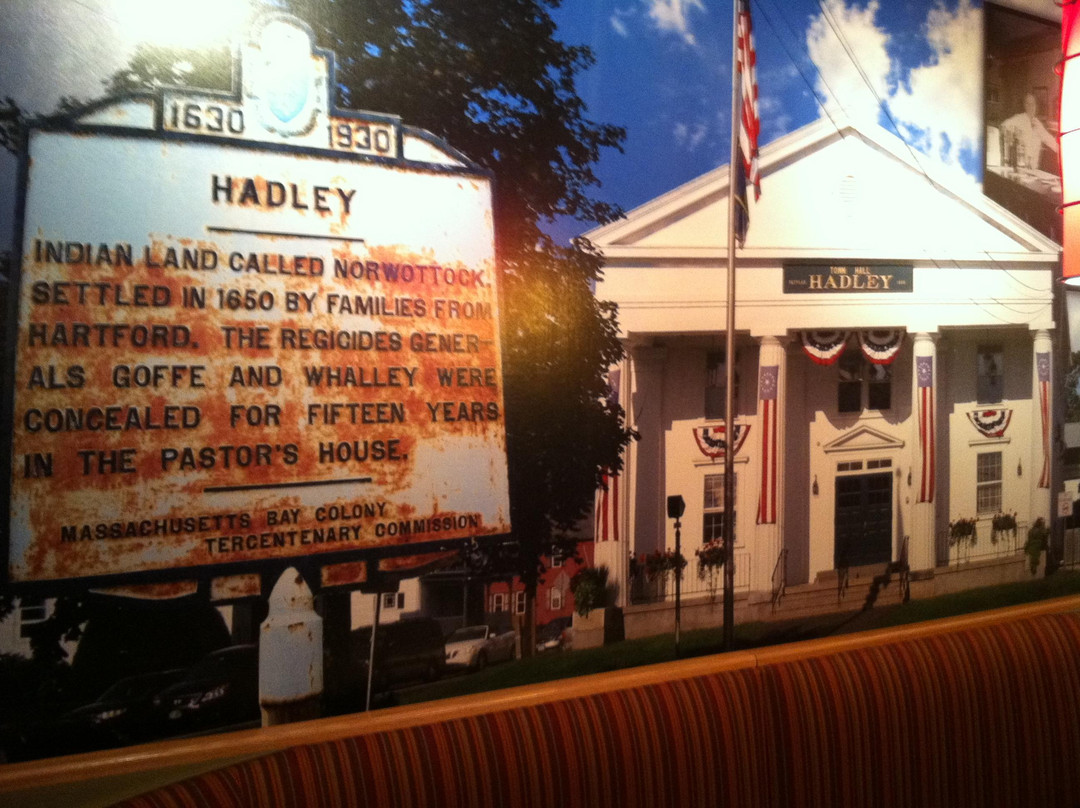 1630 1930
HADLEY
INDIAN LAND CALLED NORWOTTOCK.
SETTLED IN 1650 BY FAMILIES FROM
HARTFORD. THE REGICIDES GENER-
ALS GOFFE AND WHALLEY WERE
CONCEALED FOR FIFTEEN YEARS
IN THE PASTOR'S HOUSE.
MASSACHUSETTS BAY COLONY
TERCENTENARY COMMISSION
TOWN HALL
HADLEY